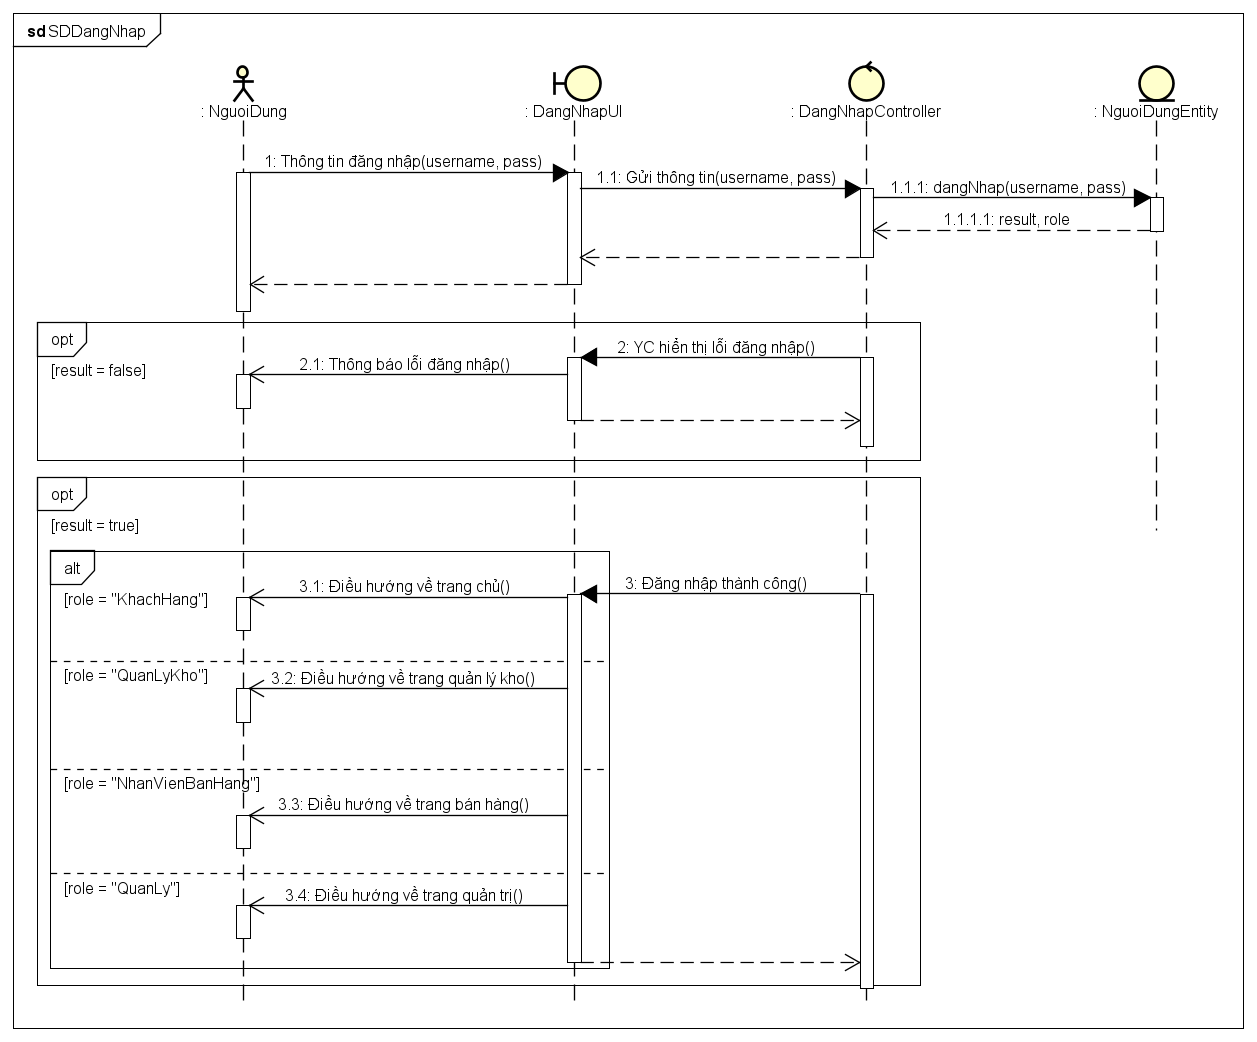 sd SDDangNhap
: NguoiDung
: DangNhapUI
: DangNhapController
: NguoiDungEntity
1: Thông tin đăng nhập(username, pass)
1.1: Gửi thông tin(username, pass)
1.1.1: dangNhap(username, pass)
1.1.1.1: result, role
opt
[result = false]
2: YC hiển thị lỗi đăng nhập()
2.1: Thông báo lỗi đăng nhập()
opt
[result = true]
alt
[role = "KhachHang"]
3: Đăng nhập thành công()
3.1: Điều hướng về trang chủ()
[role = "QuanLyKho"]
3.2: Điều hướng về trang quản lý kho()
[role = "NhanVienBanHang"]
3.3: Điều hướng về trang bán hàng()
[role = "QuanLy"]
3.4: Điều hướng về trang quản trị()